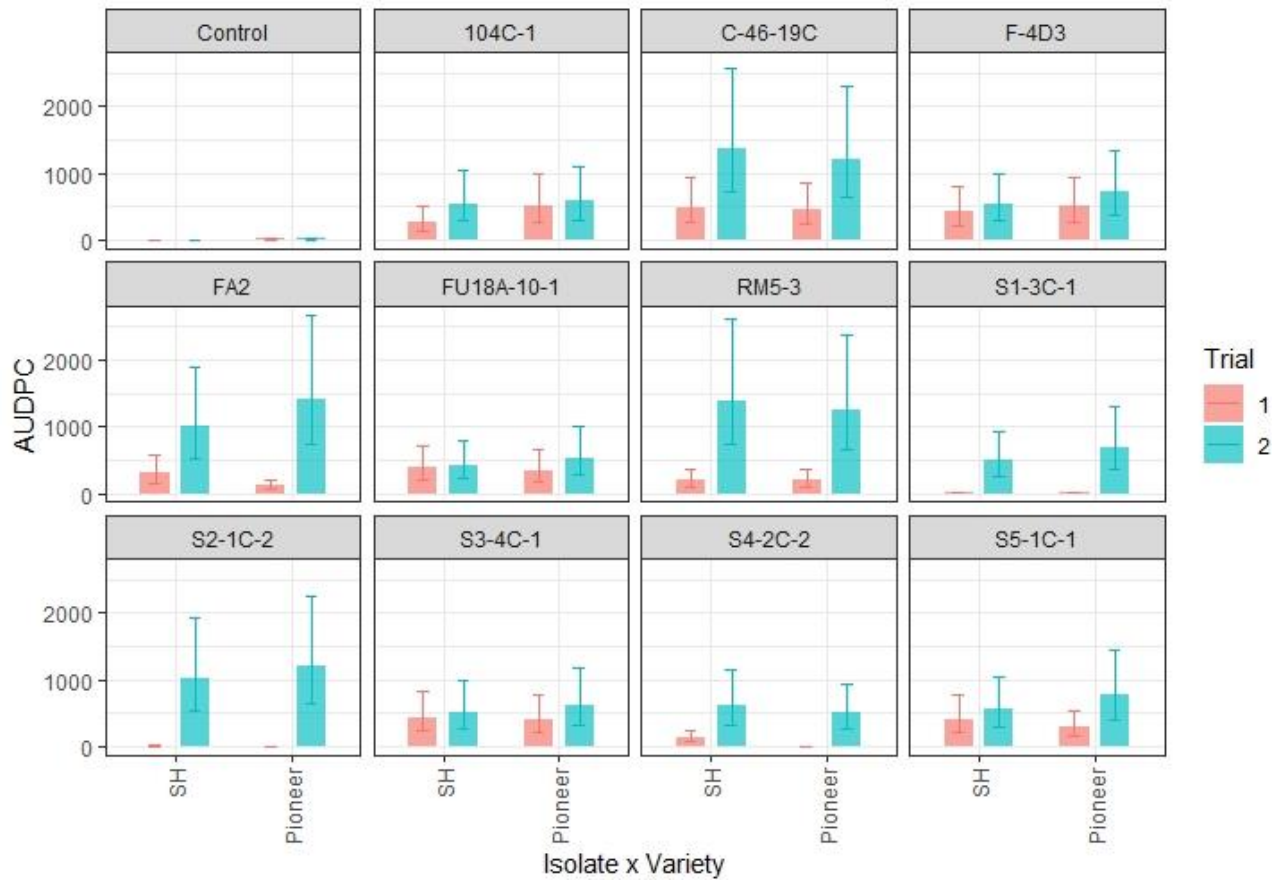 Control 104C-1 C-46-19C F-4D3
2000
1000
0
FA2 FU18A-10-1 RM5-3 S1-3C-1
2000
1000
0
AUDPC
Trial
1
2
S2-1C-2 S3-4C-1 S4-2C-2 S5-1C-1
2000
1000
0
SH Pioneer SH Pioneer SH Pioneer SH Pioneer
Isolate x Variety